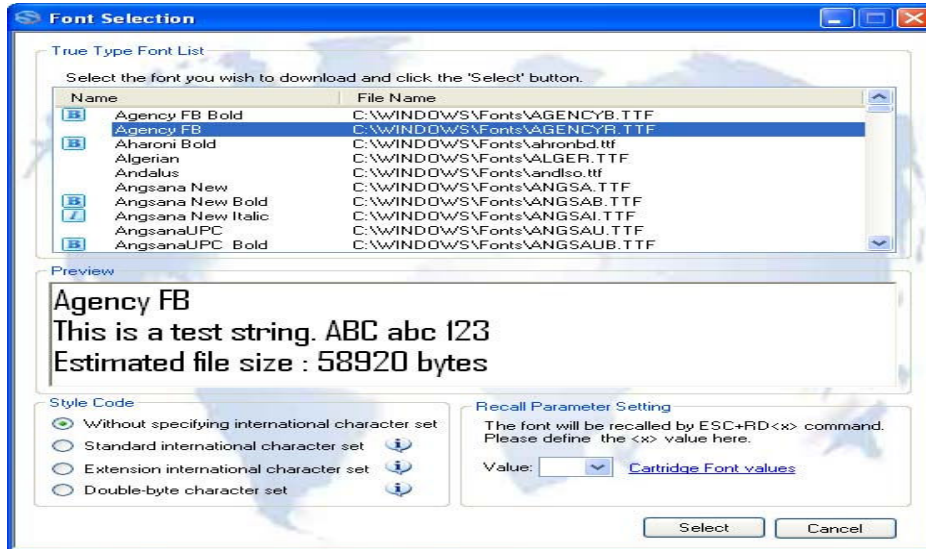 Font Selection
True Type Font List
Select the font you wish to download and click the 'Select' button.
Name File Name
B Agency FB Bold C:\WINDOWS\Fonts\AGENCYB.TTF
Agency FB C:\WINDOWS\Fonts\AGENCYR.TTF
B Aharoni Bold C:\WINDOWS\Fonts\ahronbd.ttf
Algerian C:\WINDOWS\Fonts\ALGER.TTF
Andalus C:\WINDOWS\Fonts\andlso.ttf
Angsana New C:\WINDOWS\Fonts\ANGSA.TTF
B Angsana New Bold C:\WINDOWS\Fonts\ANGSAB.TTF
I Angsana New Italic C:\WINDOWS\Fonts\ANGSAI.TTF
AngsanaUPC C:\WINDOWS\Fonts\ANGSAU.TTF
B AngsanaUPC Bold C:\WINDOWS\Fonts\ANGSAUB.TTF
Preview
Agency FB
This is a test string. ABC abc 123
Estimated file size : 58920 bytes
Style Code
Without specifying international character set
Standard international character set i
Extension international character set i
Double-byte character set i
Recall Parameter Setting
The font will be recalled by ESC+RD<x> command.
Please define the <x> value here.
Value: Cartridge Font values
Select Cancel